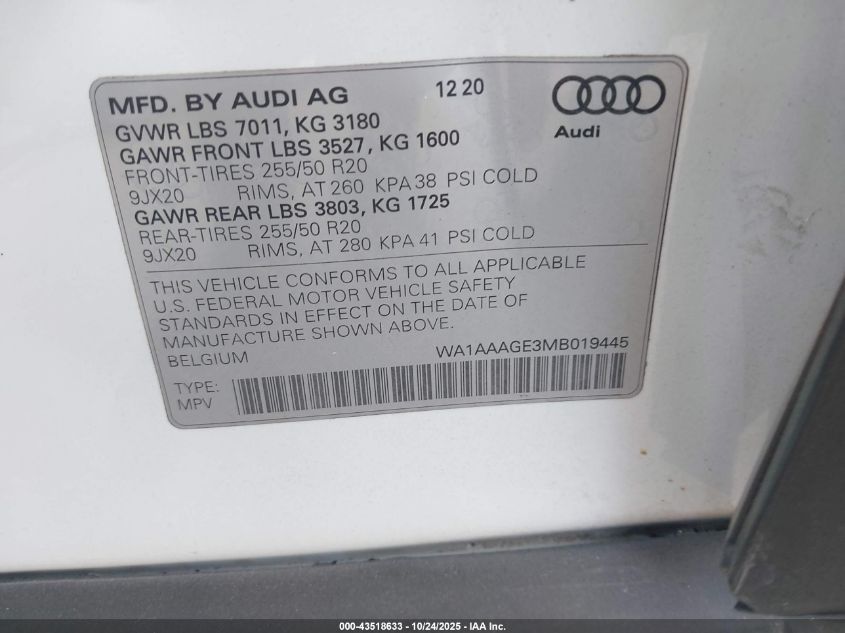 MFD. BY AUDI AG 12 20
Audi
GVWR LBS 7011, KG 3180
GAWR FRONT LBS 3527, KG 1600
FRONT-TIRES 255/50 R20
9JX20 RIMS, AT 260 KPA 38 PSI COLD
GAWR REAR LBS 3803, KG 1725
REAR-TIRES 255/50 R20
9JX20 RIMS, AT 280 KPA 41 PSI COLD
THIS VEHICLE CONFORMS TO ALL APPLICABLE
U.S. FEDERAL MOTOR VEHICLE SAFETY
STANDARDS IN EFFECT ON THE DATE OF
MANUFACTURE SHOWN ABOVE.
BELGIUM WA1AAAGE3MB019445
TYPE:
MPV
000-43518633 - 10/24/2025 - IAA Inc.